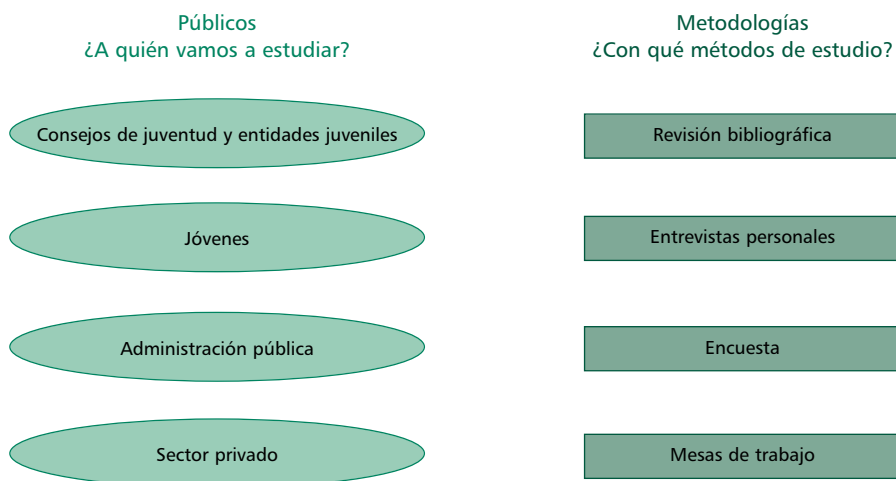 Públicos
¿A quién vamos a estudiar?
Consejos de juventud y entidades juveniles
Jóvenes
Administración pública
Sector privado
Metodologías
¿Con qué métodos de estudio?
Revisión bibliográfica
Entrevistas personales
Encuesta
Mesas de trabajo